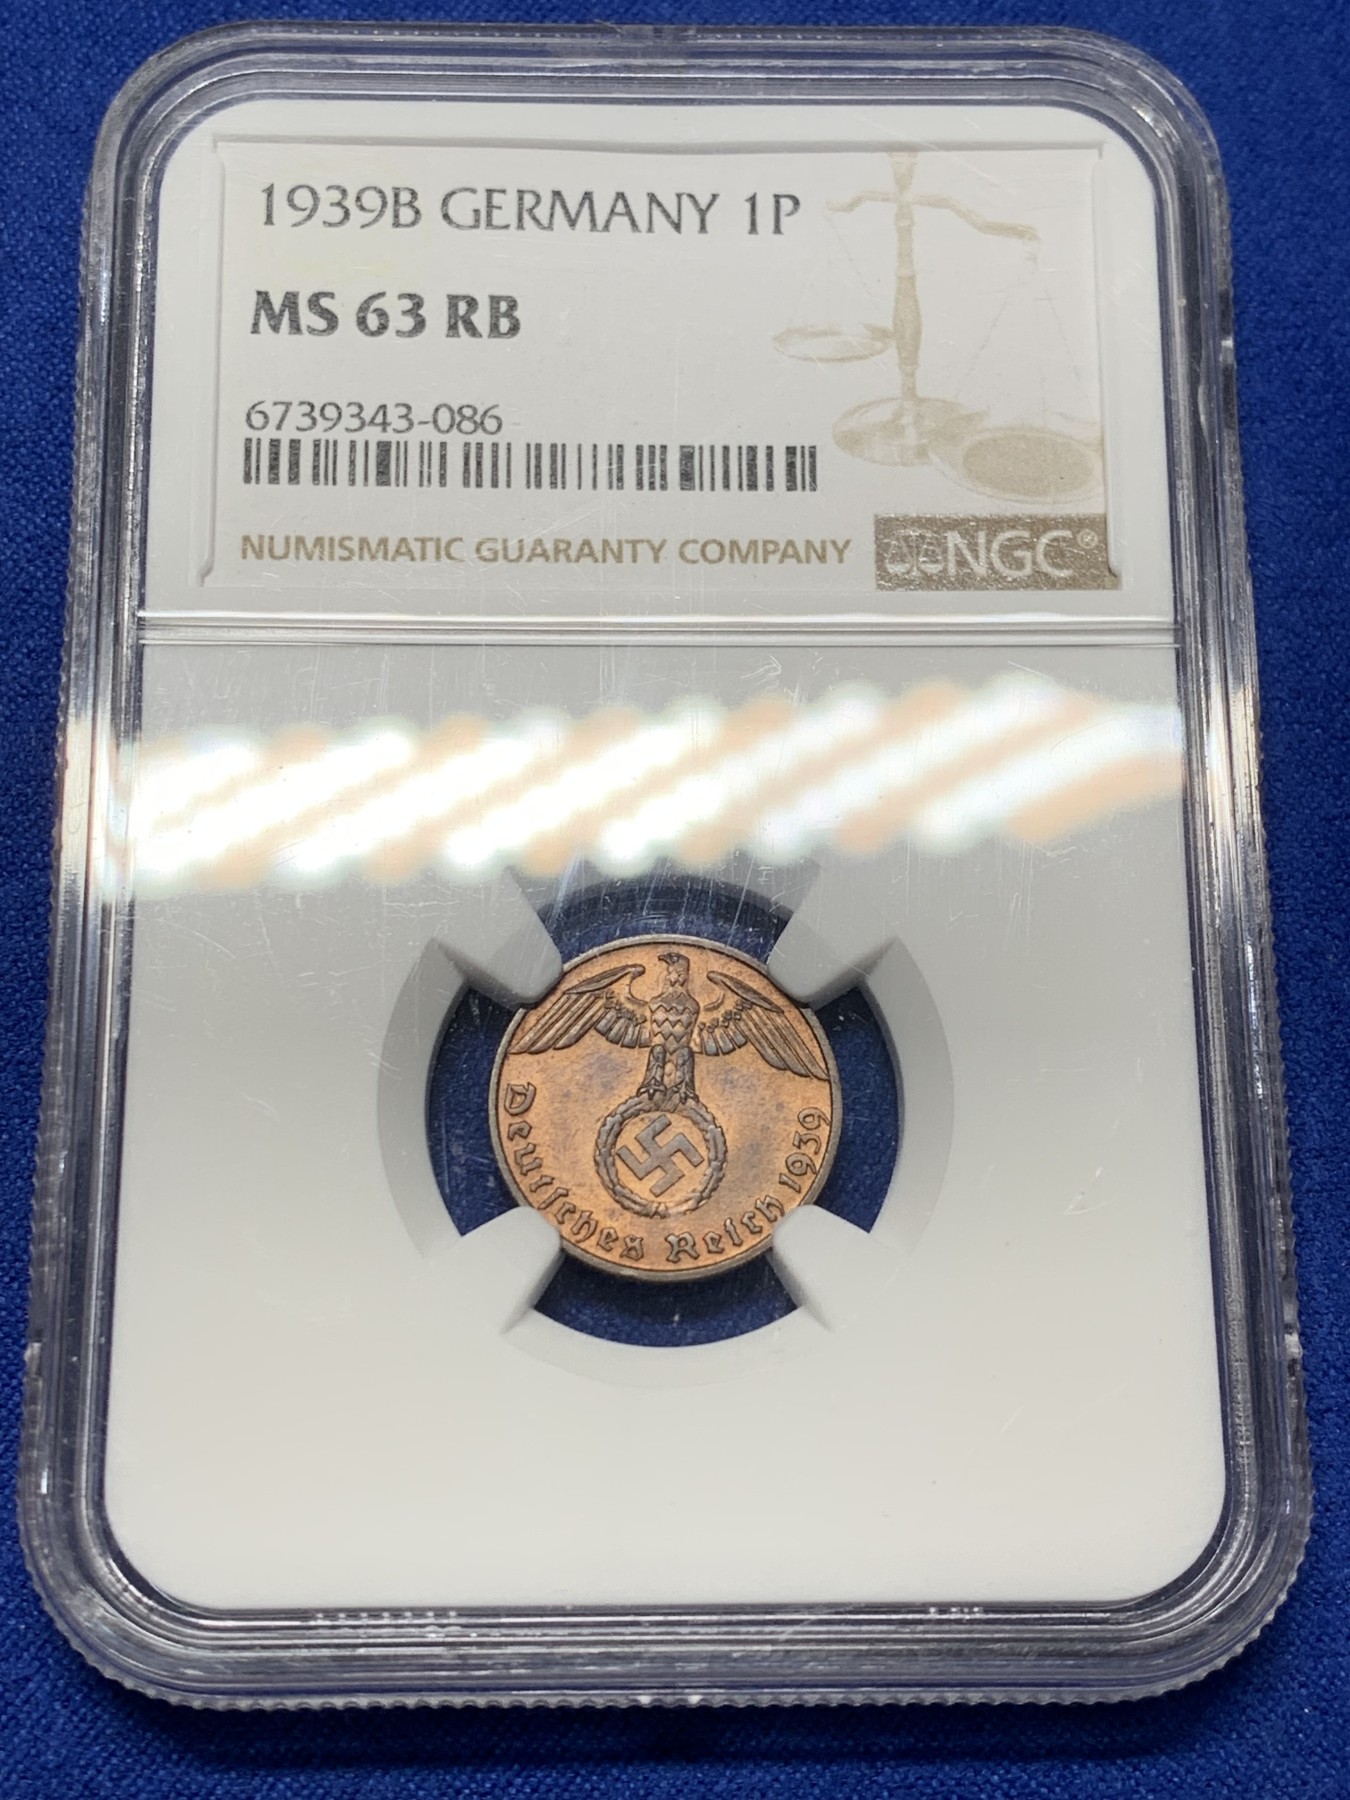 1939B GERMANY 1P
MS 63 RB
6739343-086
NUMISMATIC GUARANTY COMPANY
NGC®
Deutsches Reich 1939